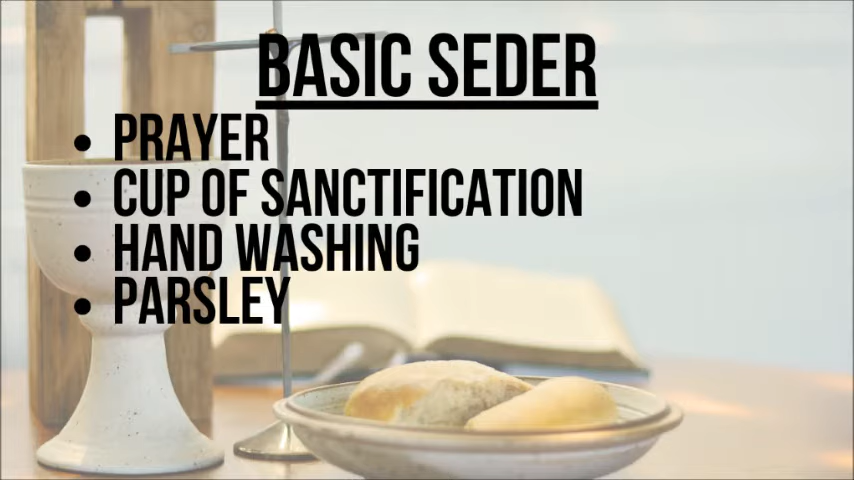 BASIC SEDER
• PRAYER
• CUP OF SANCTIFICATION
• HAND WASHING
• PARSLEY